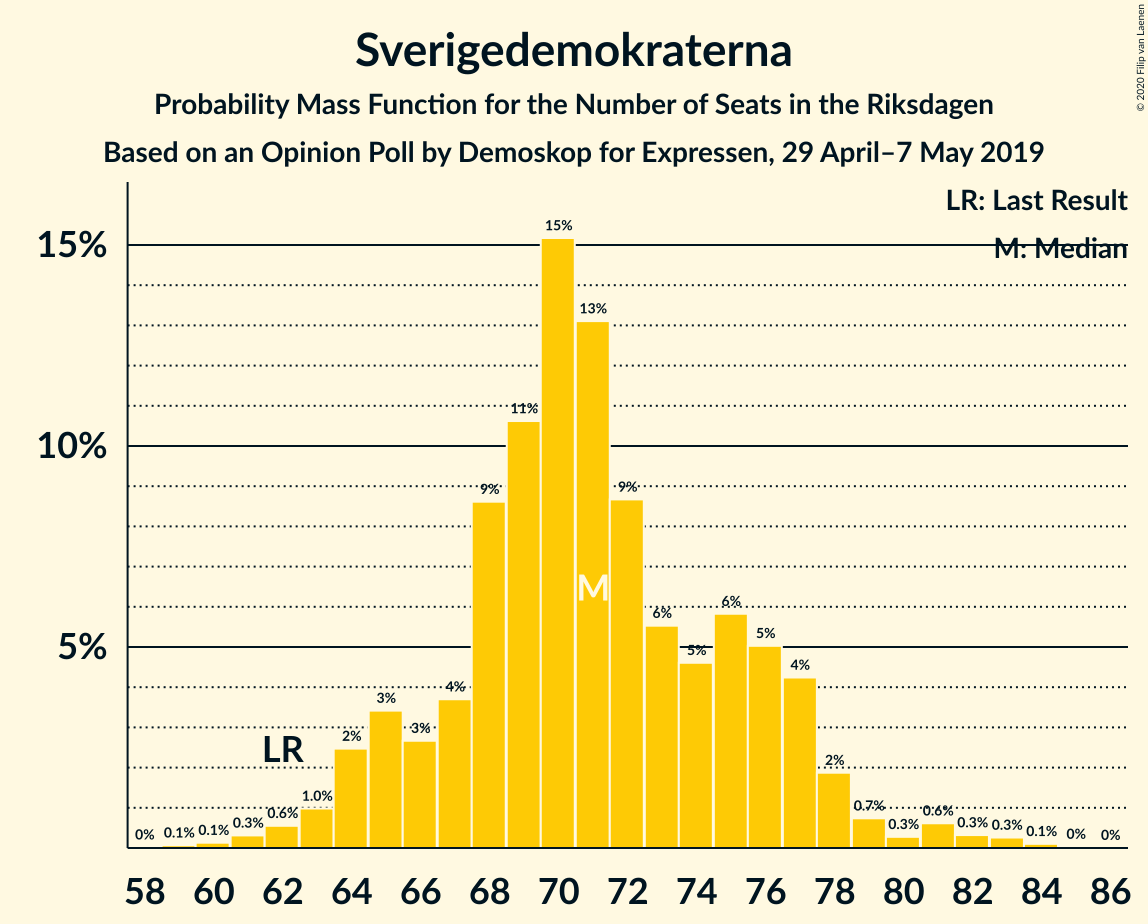 Sverigedemokraterna
Probability Mass Function for the Number of Seats in the Riksdagen
Based on an Opinion Poll by Demoskop for Expressen, 29 April–7 May 2019
© 2020 Filip van Laenen
LR: Last Result
M: Median
15%
10%
5%
0% 0.1% 0.1% 0.3% 0.6% 1.0% 2% 3% 3% 4% 9% 11% 15% 13% 9% 6% 5% 6% 5% 4% 2% 0.7% 0.3% 0.6% 0.3% 0.3% 0.1% 0% 0%
LR
M
58 60 62 64 66 68 70 72 74 76 78 80 82 84 86